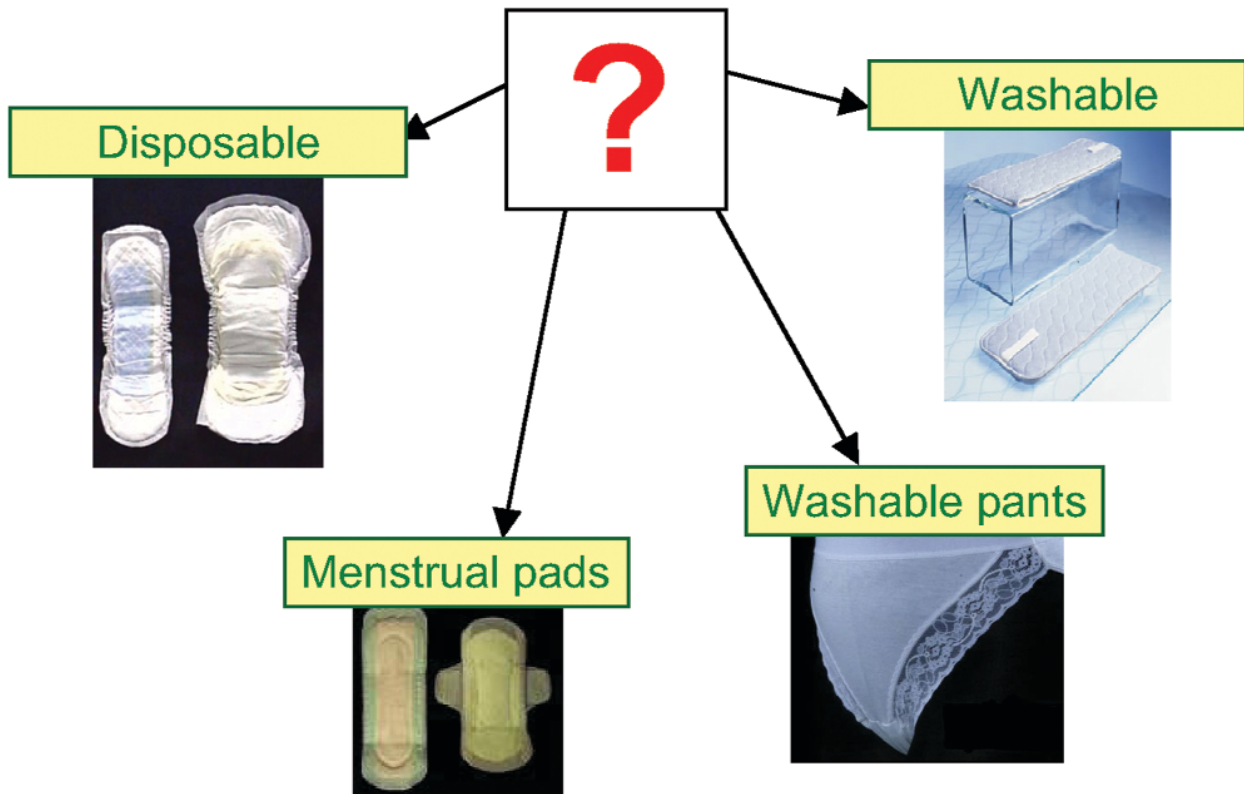 ?
Disposable
Washable
Menstrual pads
Washable pants